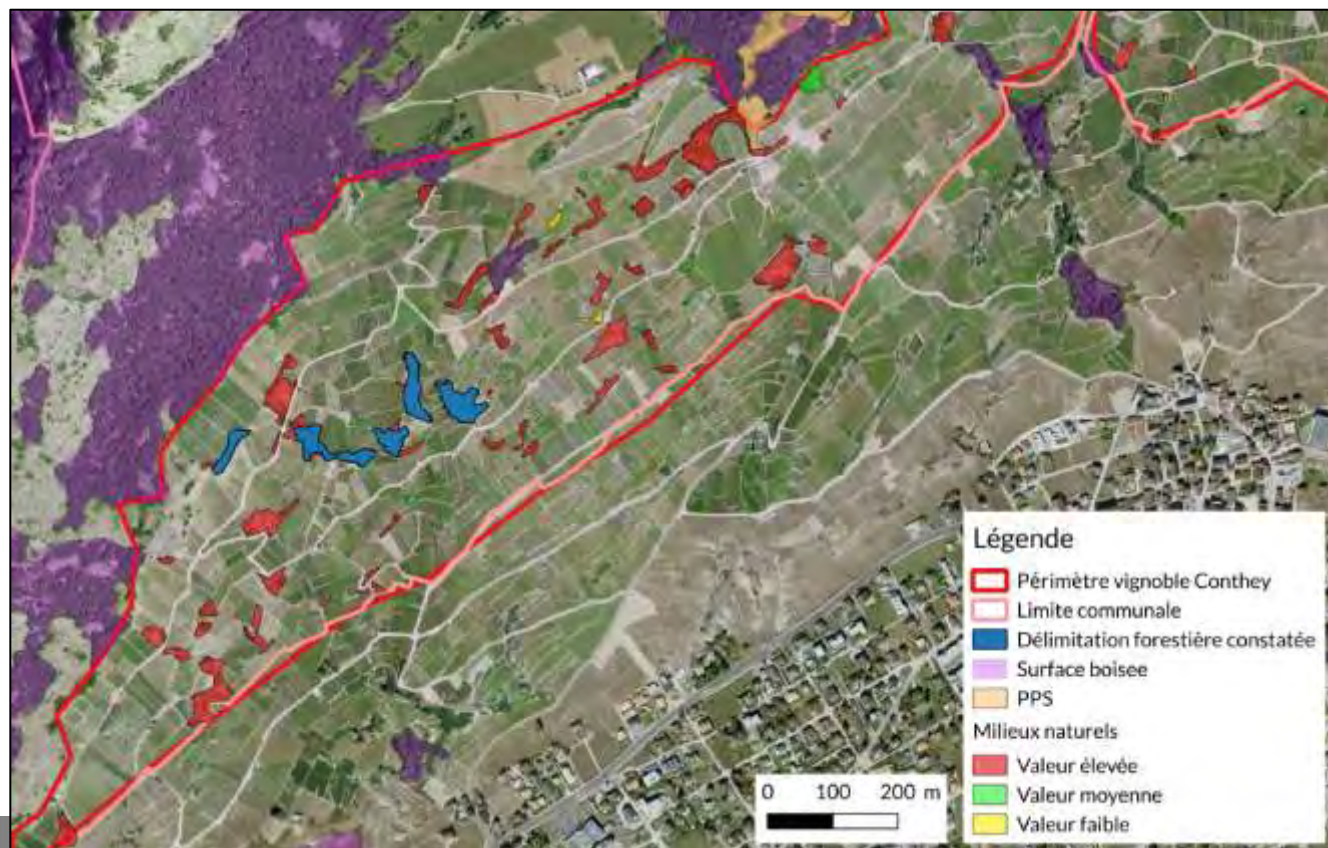 Légende
Périmètre vignoble Conthey
Limite communale
Délimitation forestière constatée
Surface boisee
PPS
Milieux naturels
Valeur élevée
Valeur moyenne
Valeur faible
0 100 200 m